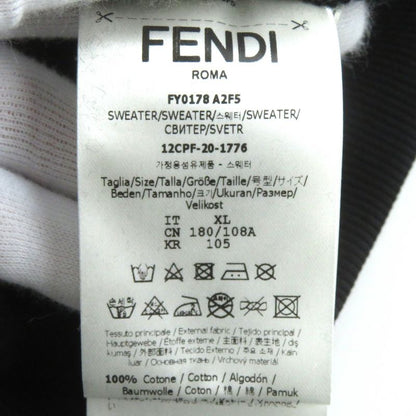 FENDI
ROMA
FY0178 A2F5
SWEATER/SWEATER/스웨터/SWEATER/
СВИТЕР/SVETR
12CPF-20-1776
가정용섬유제품 - 스웨터
Taglia/Size/Talla/Größe/Taille/号型/サイズ/
Beden/Tamanho/크기/Ukuran/Размер/
Velikost
IT XL
CN 180/108A
KR 105
Tessuto principale / External fabric / Tejido principal /
Hauptgewebe / Étoffe externe / 主面料 / 表生地 / dış
kumaş / 外部面料 / Tecido Externo / 주요 소재 / Kain
luar / Основная ткань / Vrchový materiál
100% Cotone / Cotton / Algodón /
Baumwolle / Coton / 棉 / 綿 / Pamuk